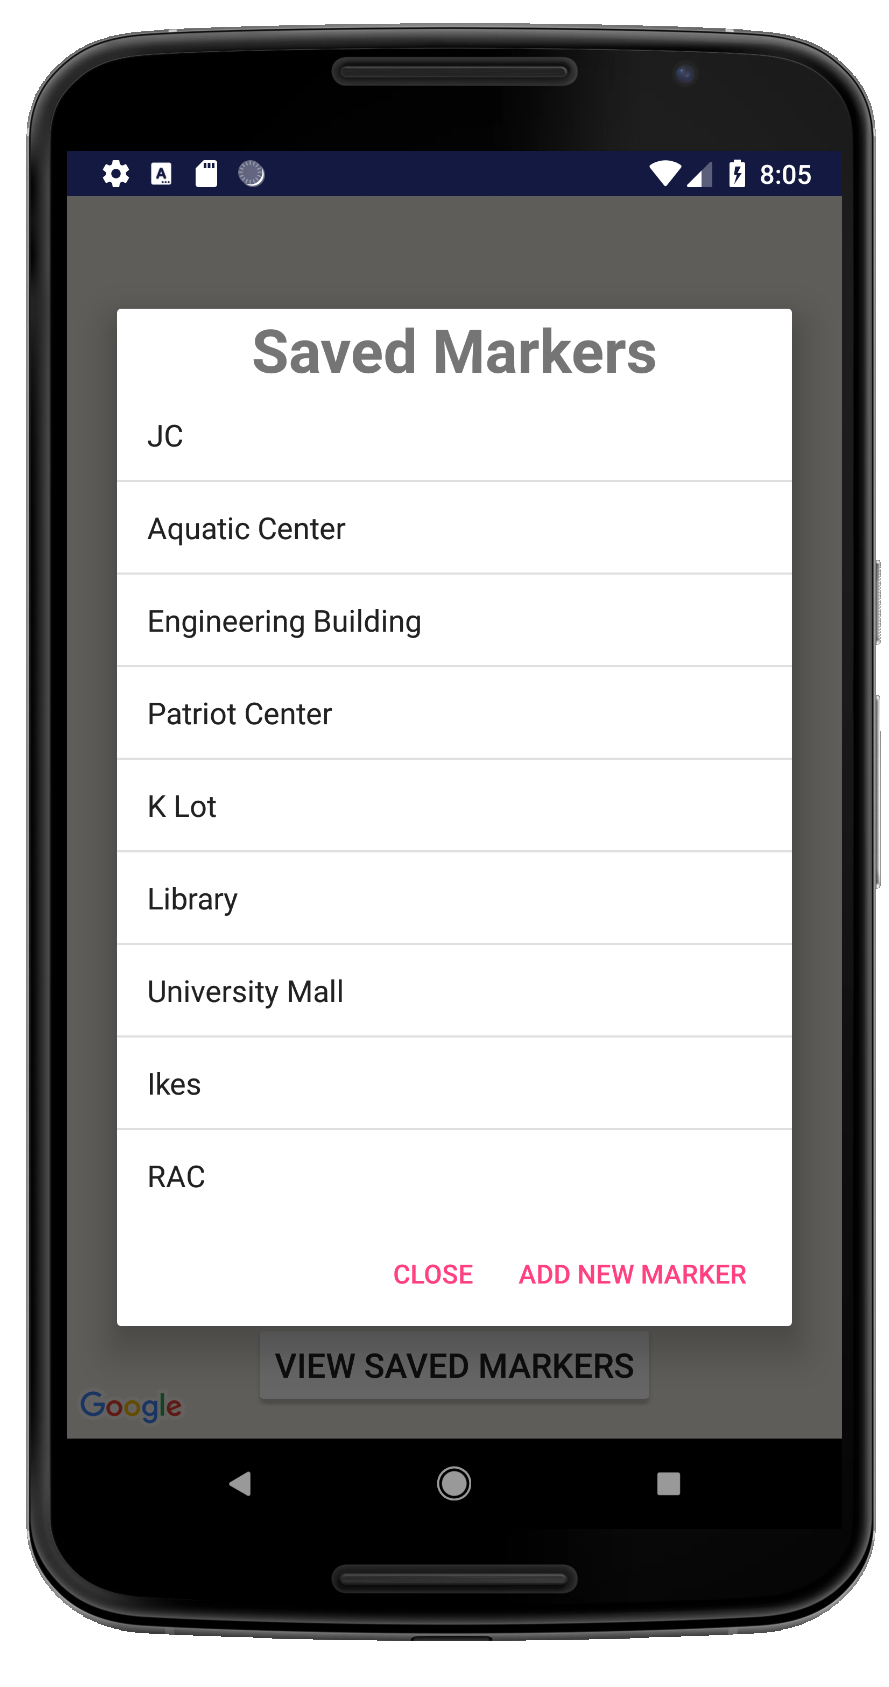 8:05
Saved Markers
JC
Aquatic Center
Engineering Building
Patriot Center
K Lot
Library
University Mall
Ikes
RAC
CLOSE ADD NEW MARKER
VIEW SAVED MARKERS
Google